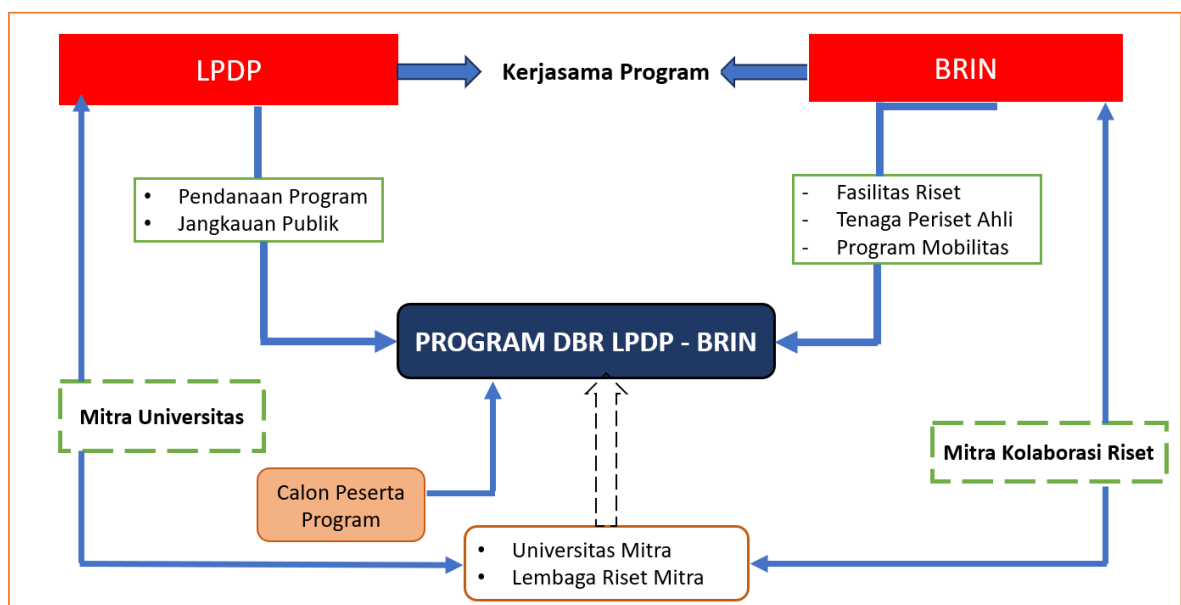 LPDP
Kerjasama Program
BRIN
• Pendanaan Program
• Jangkauan Publik
- Fasilitas Riset
- Tenaga Periset Ahli
- Program Mobilitas
PROGRAM DBR LPDP - BRIN
Mitra Universitas
Mitra Kolaborasi Riset
Calon Peserta
Program
• Universitas Mitra
• Lembaga Riset Mitra